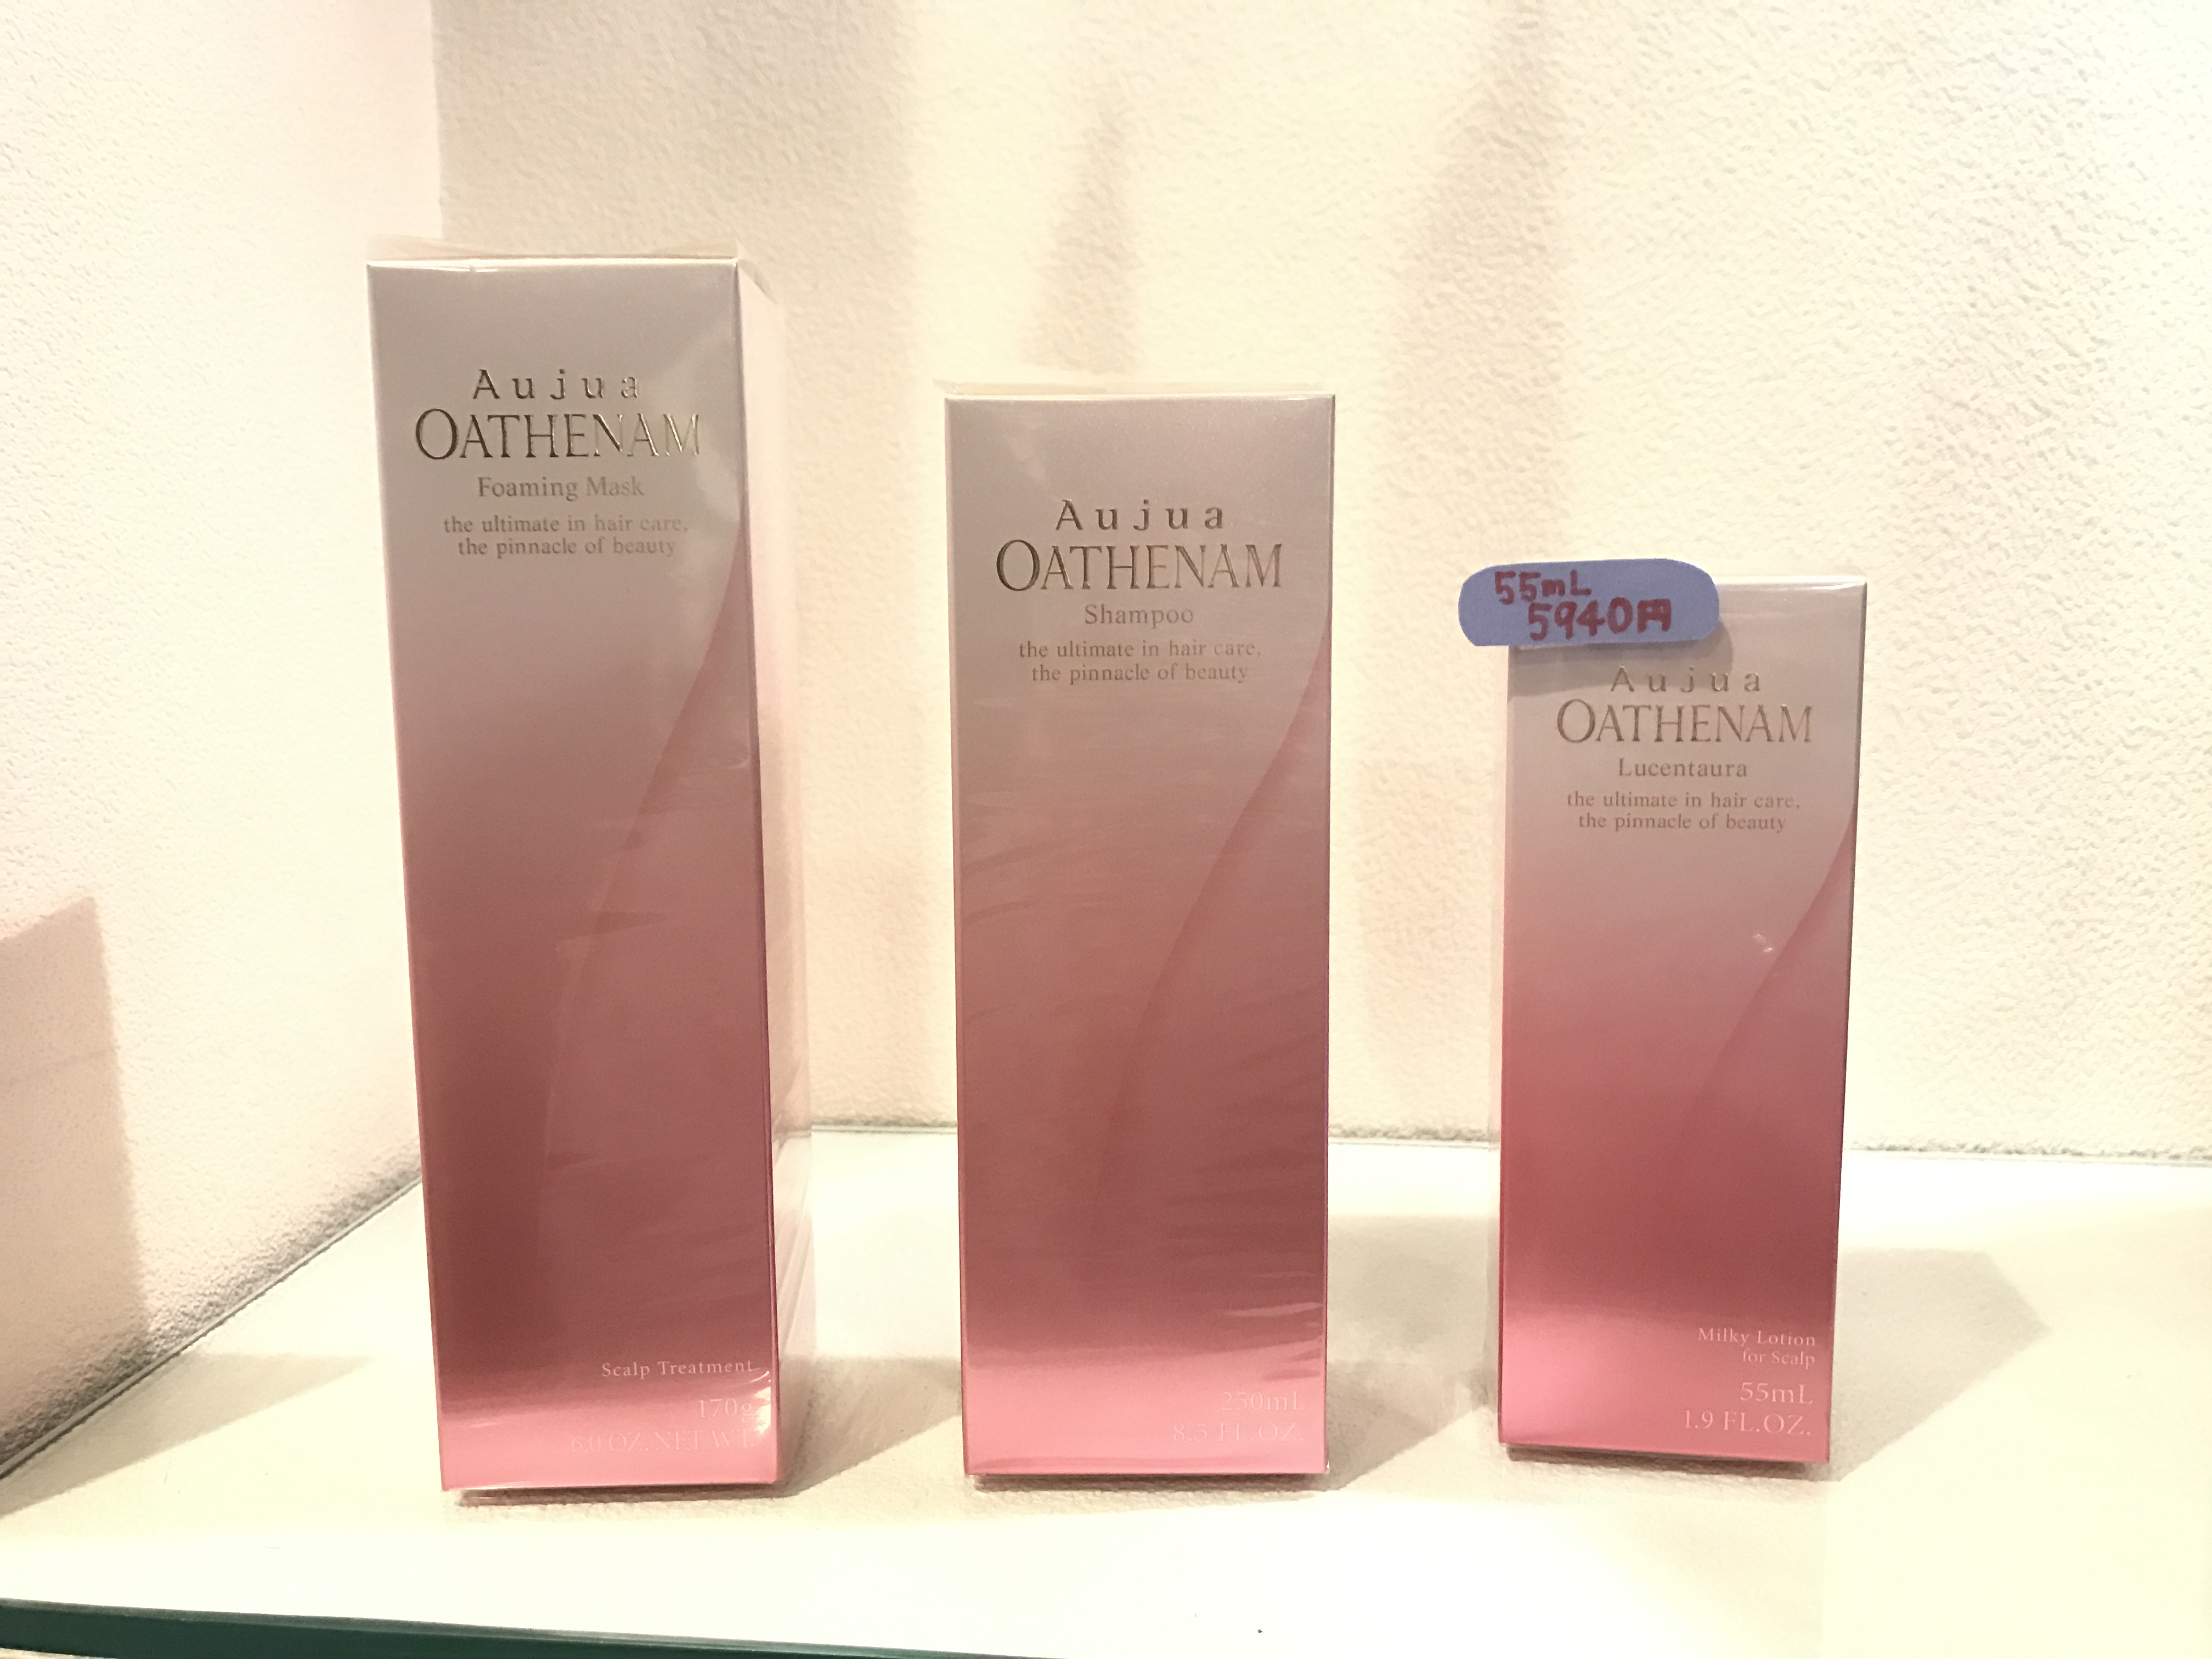 Aujua
OATHENAM
Foaming Mask
the ultimate in hair care,
the pinnacle of beauty
Scalp Treatment
170g
6.0 OZ. NET WT.
Aujua
OATHENAM
Shampoo
the ultimate in hair care,
the pinnacle of beauty
250mL
8.5 FL.OZ.
55mL
5940円
Aujua
OATHENAM
Lucentaura
the ultimate in hair care,
the pinnacle of beauty
Milky Lotion
for Scalp
55mL
1.9 FL.OZ.